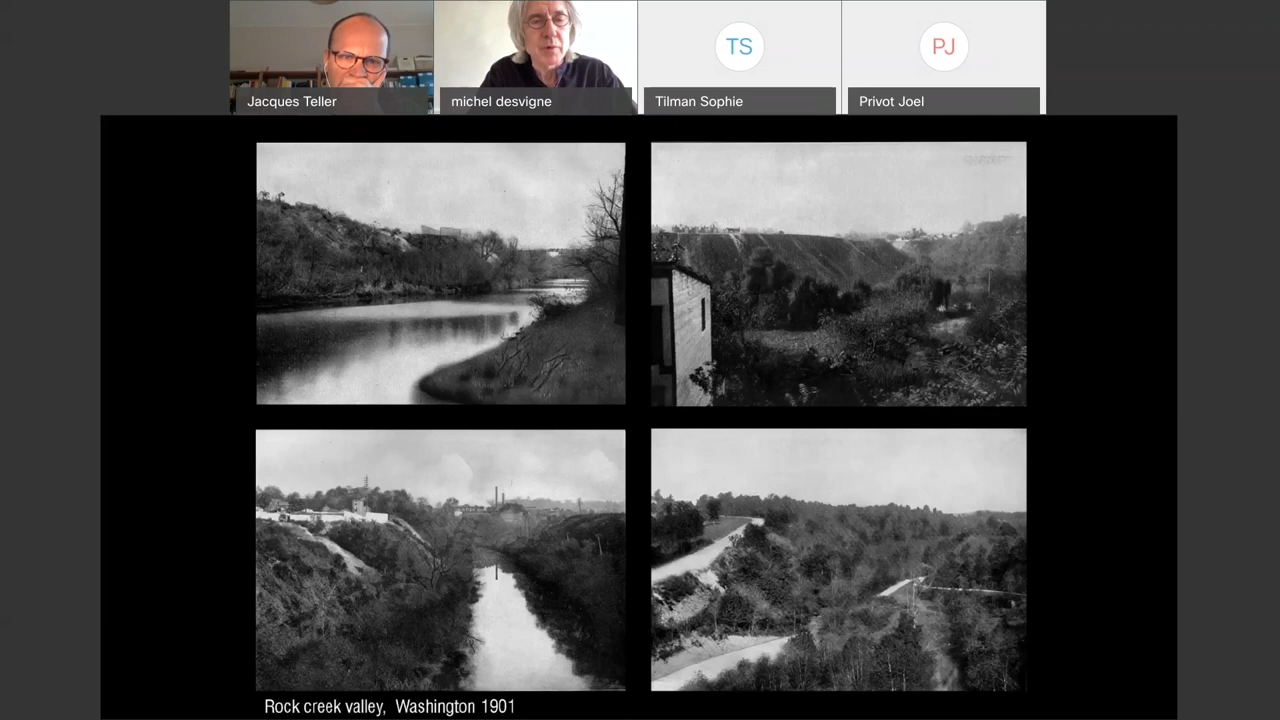 TS
PJ
Jacques Teller
michel desvigne
Tilman Sophie
Privot Joel
Rock creek valley, Washington 1901